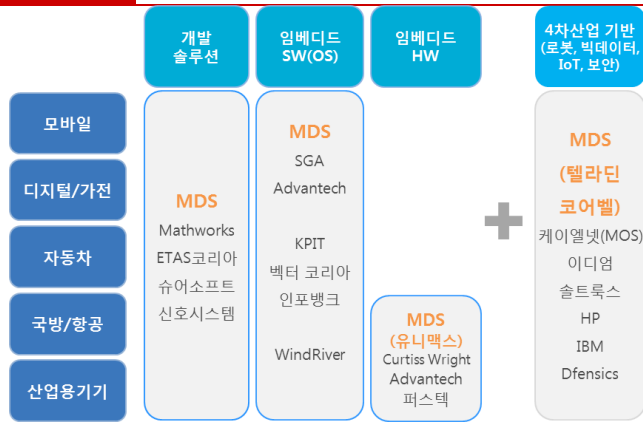 개발
솔루션
임베디드
SW(OS)
임베디드
HW
4차산업 기반
(로봇, 빅데이터,
IoT, 보안)
모바일
디지털/가전
자동차
국방/항공
산업용기기
MDS
Mathworks
ETAS코리아
슈어소프트
신호시스템
MDS
SGA
Advantech
KPIT
벡터 코리아
인포뱅크
WindRiver
MDS
(유니맥스)
Curtiss Wright
Advantech
퍼스텍
+
MDS
(텔라딘
코어벨)
케이엘넷(MOS)
이디엄
솔트룩스
HP
IBM
Dfensics